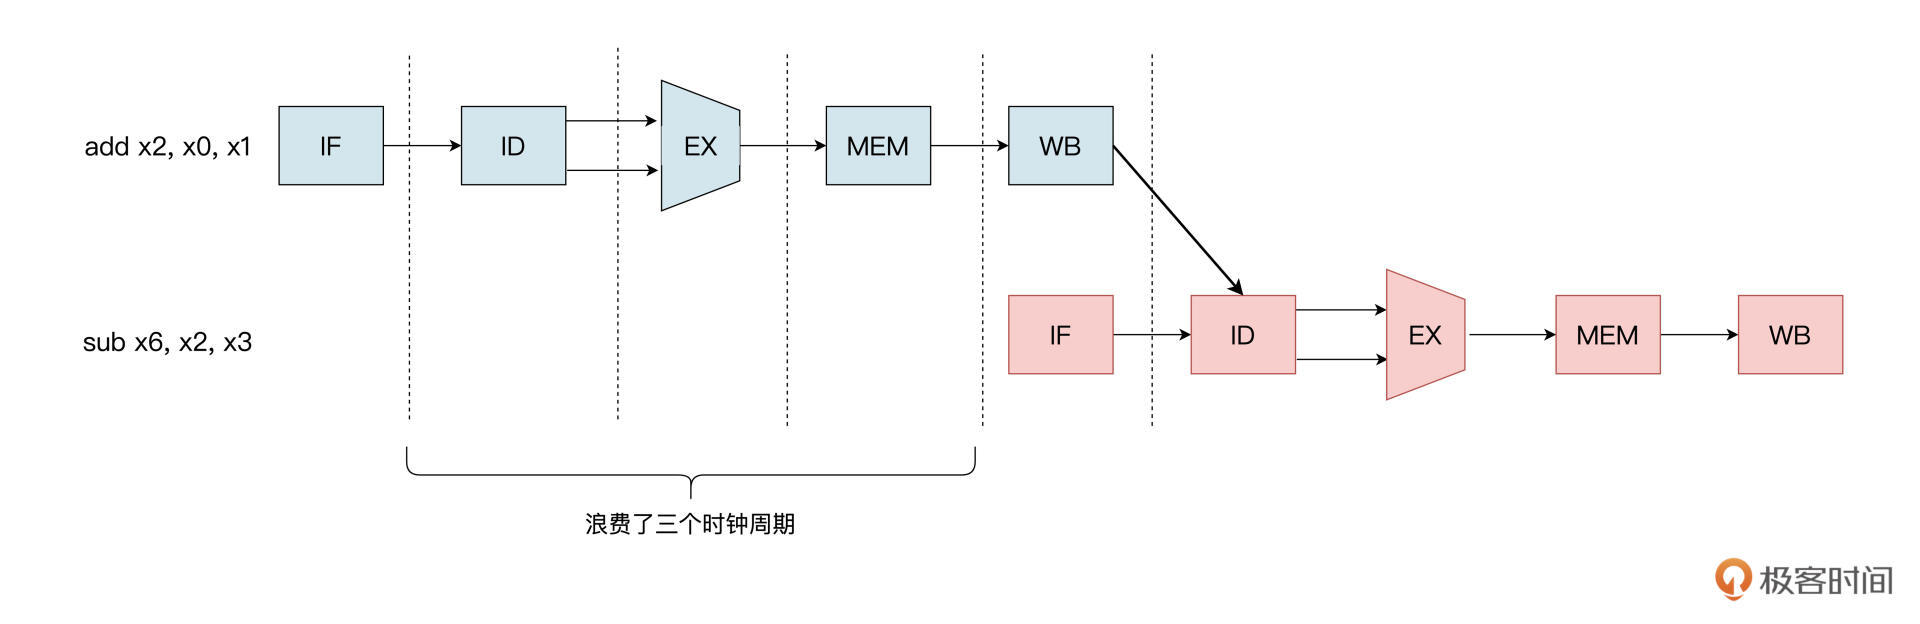 add x2, x0, x1 IF ID EX MEM WB
sub x6, x2, x3 IF ID EX MEM WB
浪费了三个时钟周期
极客时间